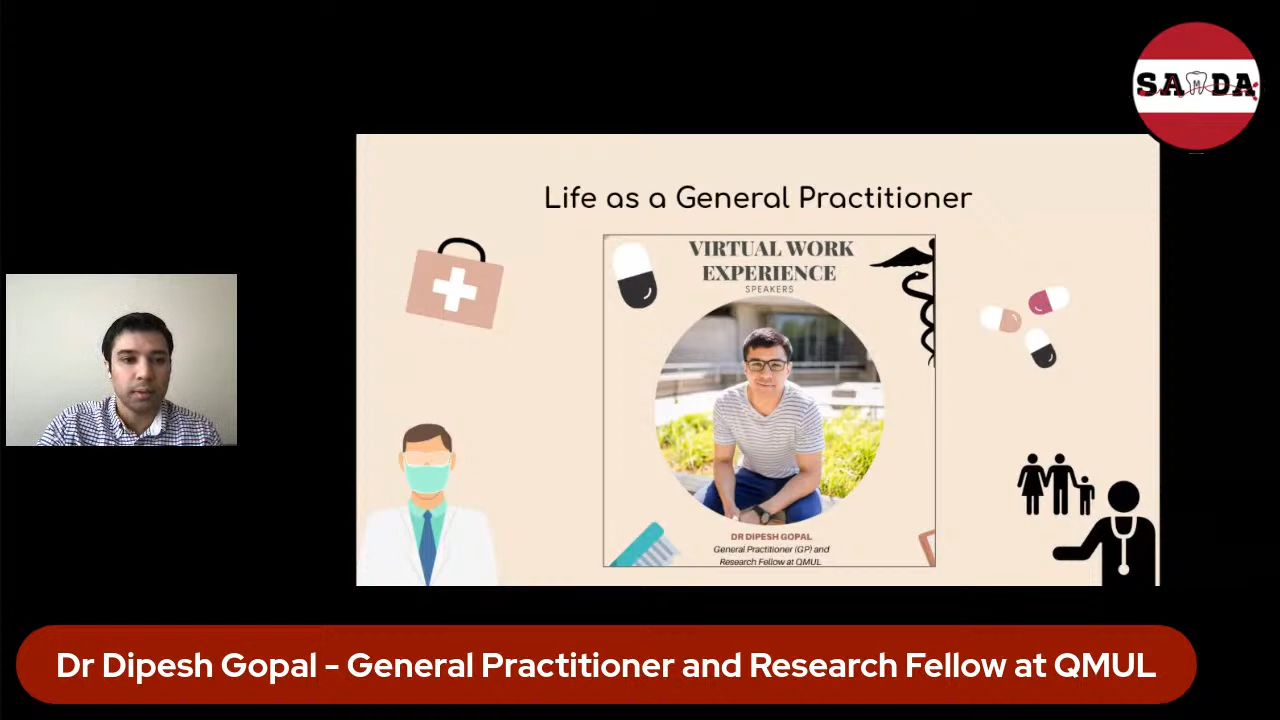 SAMDA
Life as a General Practitioner
VIRTUAL WORK
EXPERIENCE
SPEAKERS
DR DIPESH GOPAL
General Practitioner (GP) and
Research Fellow at QMUL
Dr Dipesh Gopal - General Practitioner and Research Fellow at QMUL